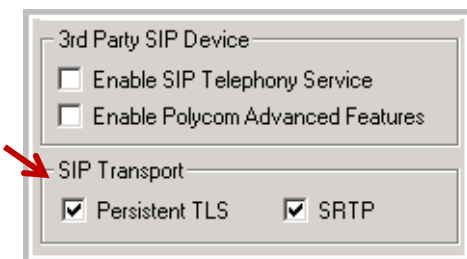 3rd Party SIP Device
Enable SIP Telephony Service
Enable Polycom Advanced Features
SIP Transport
Persistent TLS SRTP